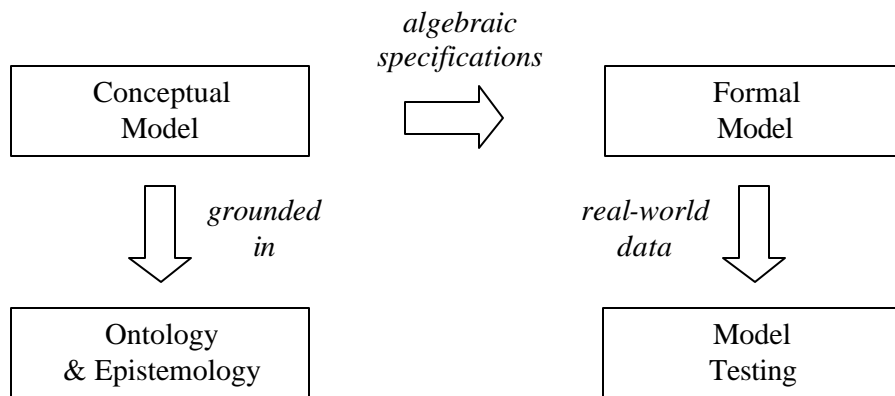 algebraic
specifications
Conceptual
Model
Formal
Model
grounded
in
real-world
data
Ontology
& Epistemology
Model
Testing